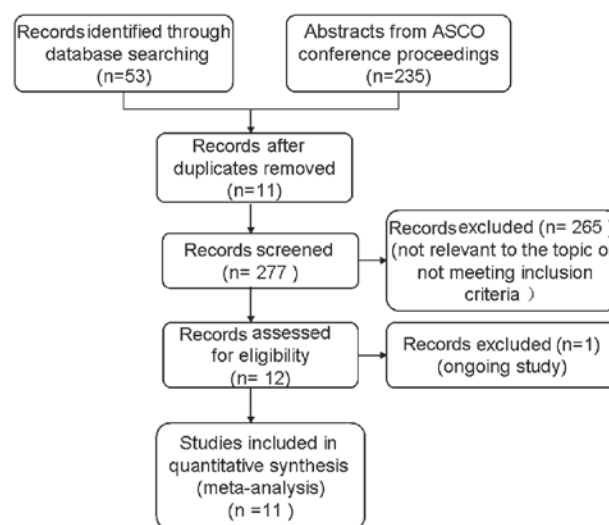 Records identified through
database searching
(n=53)
Abstracts from ASCO
conference proceedings
(n=235)
Records after
duplicates removed
(n=11)
Records screened
(n= 277 )
Records excluded (n= 265 )
(not relevant to the topic o
not meeting inclusion
criteria )
Records assessed
for eligibility
(n= 12)
Records excluded (n=1)
(ongoing study)
Studies included in
quantitative synthesis
(meta-analysis)
(n =11 )